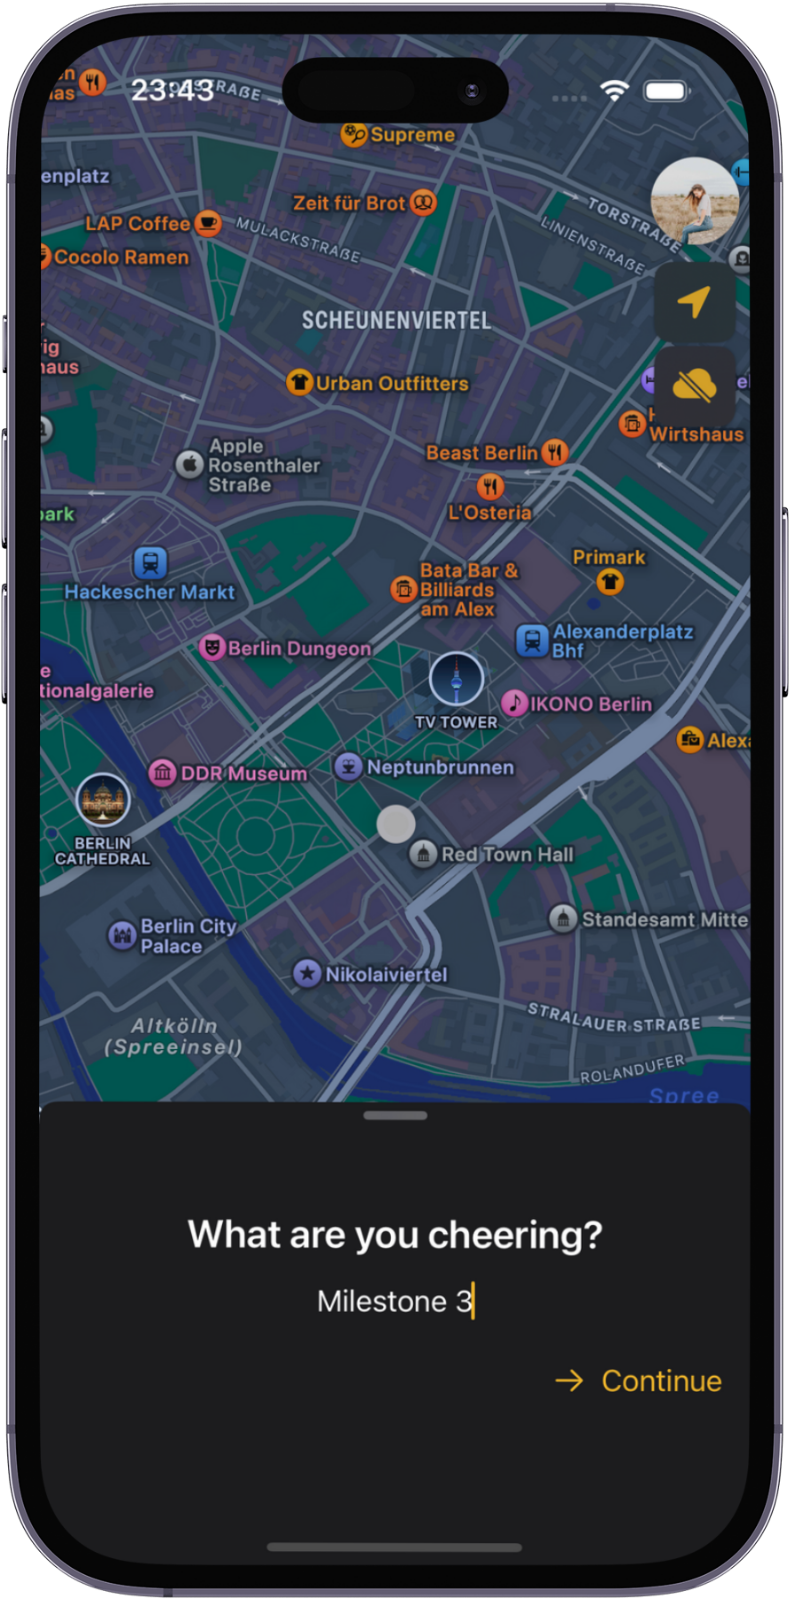 23:43
Supreme
enplatz
Zeit für Brot
LAP Coffee
MULACKSTRAßE
TORSTRAßE
LINIENSTRAßE
Cocolo Ramen
SCHEUNENVIERTEL
haus
Urban Outfitters
Wirtshaus
Apple
Rosenthaler
Straße
Beast Berlin
L'Osteria
park
Hackescher Markt
Bata Bar &
Billiards
am Alex
Primark
Alexanderplatz
Bhf
Berlin Dungeon
tionalgalerie
TV TOWER
IKONO Berlin
Alexa
DDR Museum
Neptunbrunnen
BERLIN
CATHEDRAL
Red Town Hall
Berlin City
Palace
Standesamt Mitte
Nikolaiviertel
Altkölln
(Spreeinsel)
STRALAUER STRAßE
ROLANDUFER
Spree
What are you cheering?
Milestone 3
→ Continue